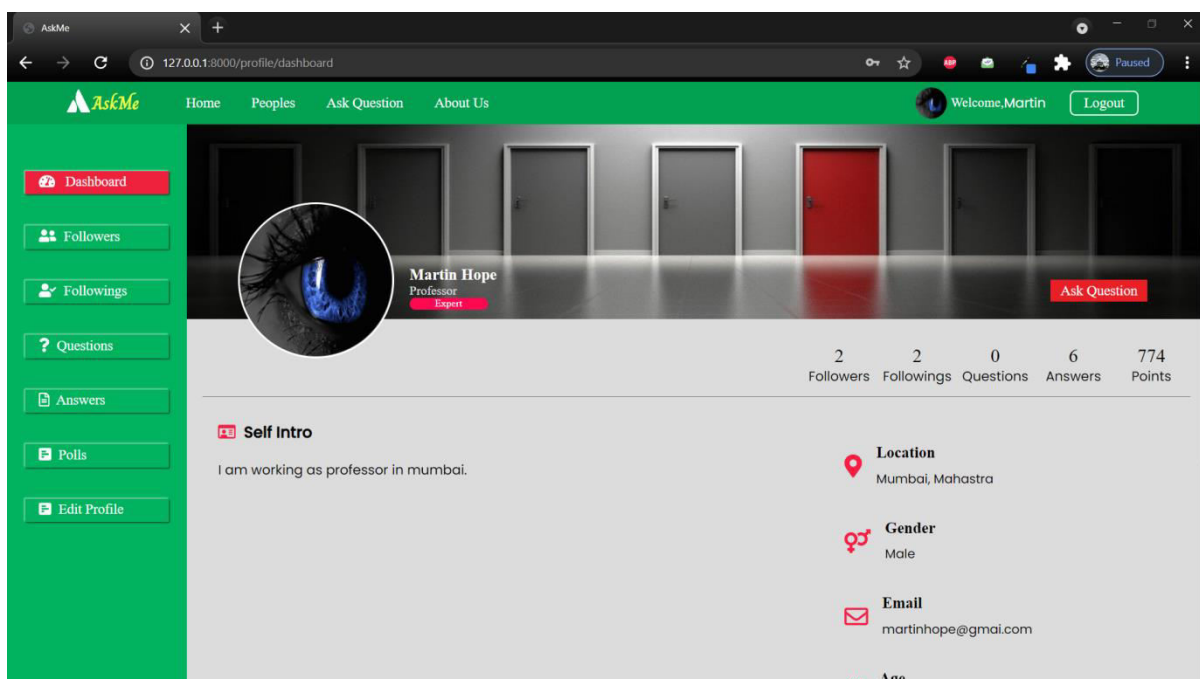 AskMe
127.0.0.1:8000/profile/dashboard
ABP
Paused
AskMe Home Peoples Ask Question About Us Welcome,Martin Logout
Dashboard
Followers
Followings
Questions
Answers
Polls
Edit Profile
Martin Hope
Professor
Expert
Ask Question
2 2 0 6 774
Followers Followings Questions Answers Points
Self Intro
I am working as professor in mumbai.
Location
Mumbai, Mahastra
Gender
Male
Email
martinhope@gmai.com
Age